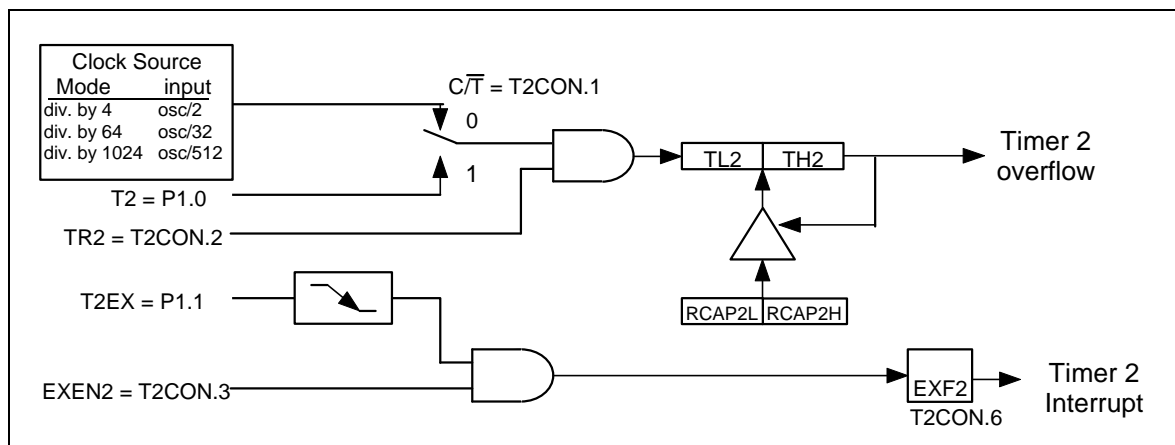 Clock Source
Mode input
div. by 4 osc/2
div. by 64 osc/32
div. by 1024 osc/512
C/T̅ = T2CON.1
0
1
T2 = P1.0
TR2 = T2CON.2
TL2 TH2
Timer 2
overflow
RCAP2L RCAP2H
T2EX = P1.1
EXEN2 = T2CON.3
EXF2
T2CON.6
Timer 2
Interrupt